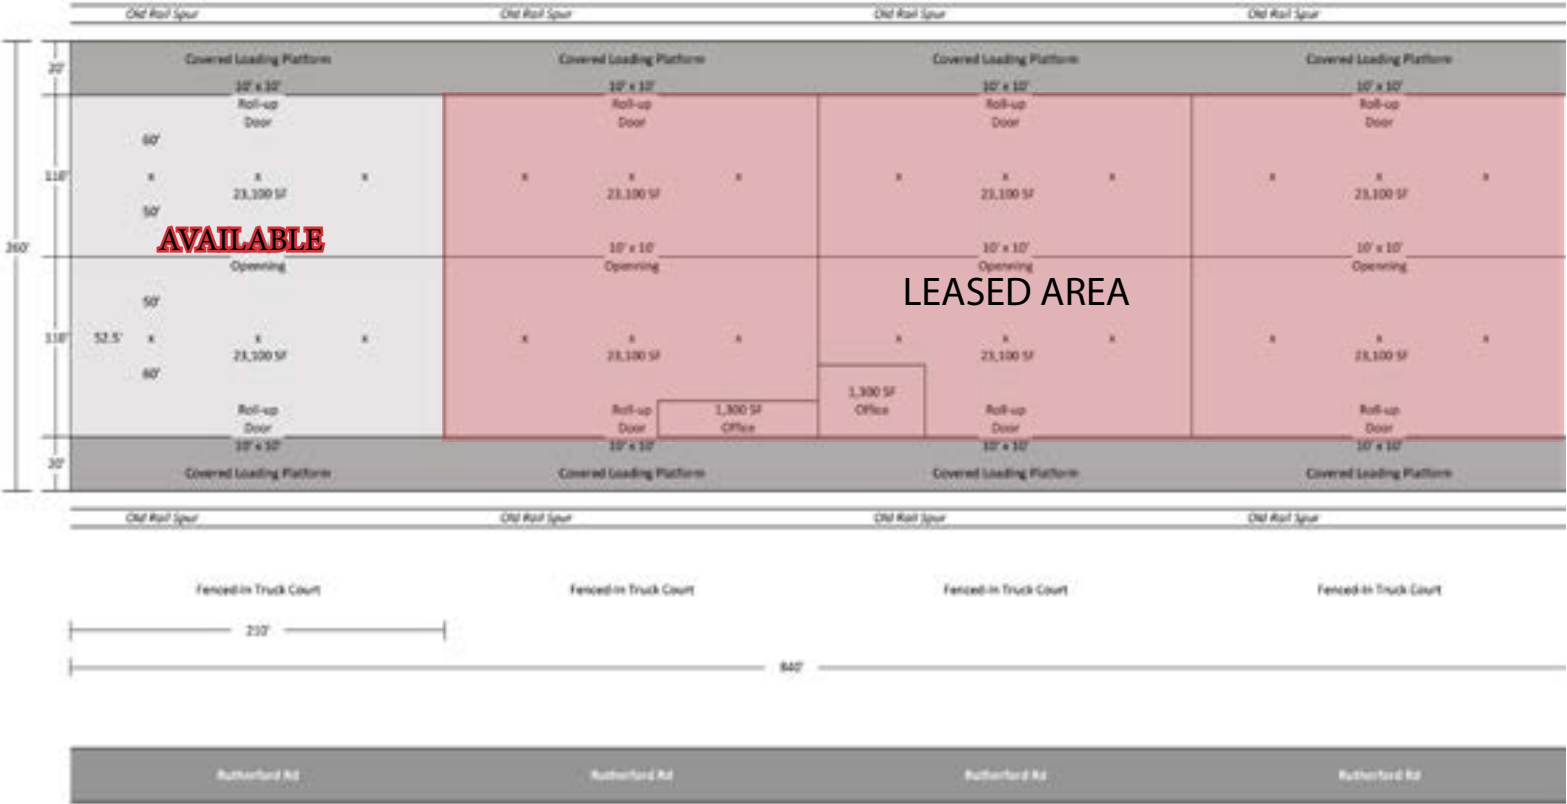 Old Rail Spur Old Rail Spur Old Rail Spur Old Rail Spur
Covered Loading Platform Covered Loading Platform Covered Loading Platform Covered Loading Platform
20'
10' x 10' 10' x 10' 10' x 10' 10' x 10'
Roll-up Roll-up Roll-up Roll-up
Door Door Door Door
60'
110' x x x x x x x x x x x x
23,100 SF 23,100 SF 23,100 SF 23,100 SF
50'
AVAILABLE
260' 10' x 10' 10' x 10' 10' x 10'
Openning Openning Openning Openning
LEASED AREA
50'
110' 52.5' x x x x x x x x x x x x
23,100 SF 23,100 SF 23,100 SF 23,100 SF
60'
1,300 SF
Office
Roll-up Roll-up 1,300 SF Roll-up Roll-up
Door Door Office Door Door
10' x 10' 10' x 10' 10' x 10' 10' x 10'
20'
Covered Loading Platform Covered Loading Platform Covered Loading Platform Covered Loading Platform
Old Rail Spur Old Rail Spur Old Rail Spur Old Rail Spur
Fenced-In Truck Court Fenced-In Truck Court Fenced-In Truck Court Fenced-In Truck Court
210'
840'
Rutherford Rd Rutherford Rd Rutherford Rd Rutherford Rd